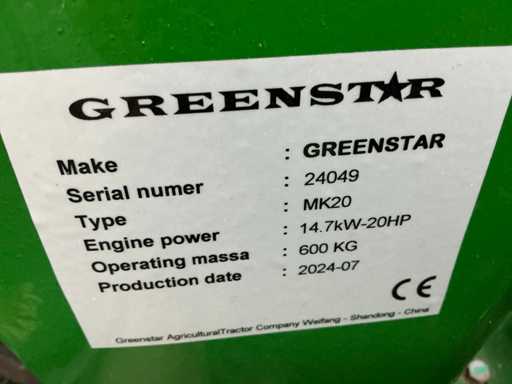 GREENSTAR
Make : GREENSTAR
Serial numer : 24049
Type : MK20
Engine power : 14.7kW-20HP
Operating massa : 600 KG
Production date : 2024-07
CE
Greenstar AgriculturalTractor Company Weifang - Shandong - China